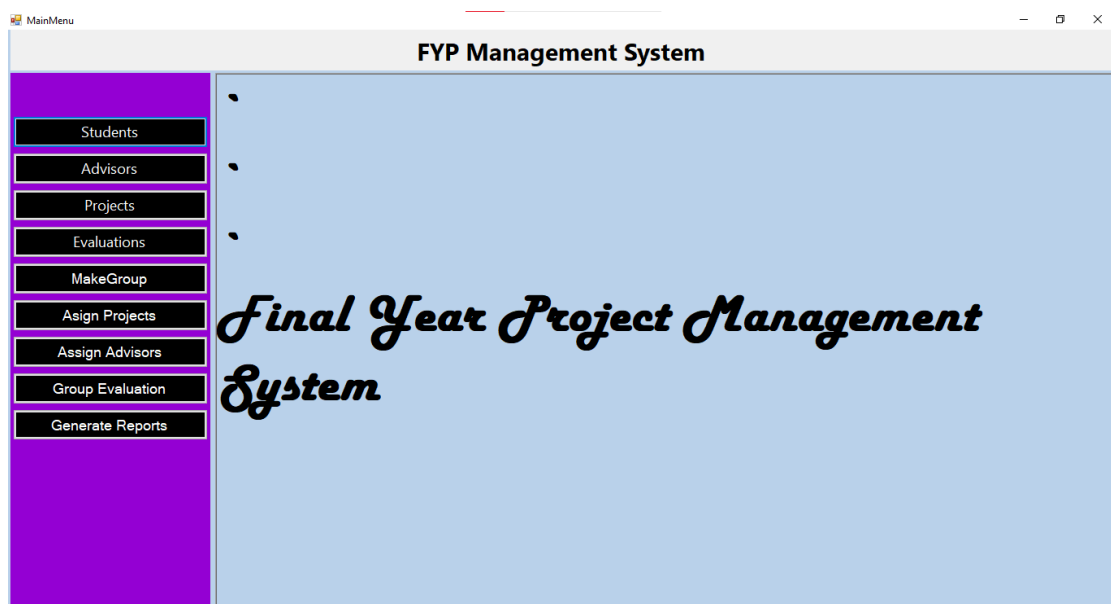 MainMenu
FYP Management System
Students
Advisors
Projects
Evaluations
MakeGroup
Asign Projects
Assign Advisors
Group Evaluation
Generate Reports
.
.
.
Final Year Project Management
System